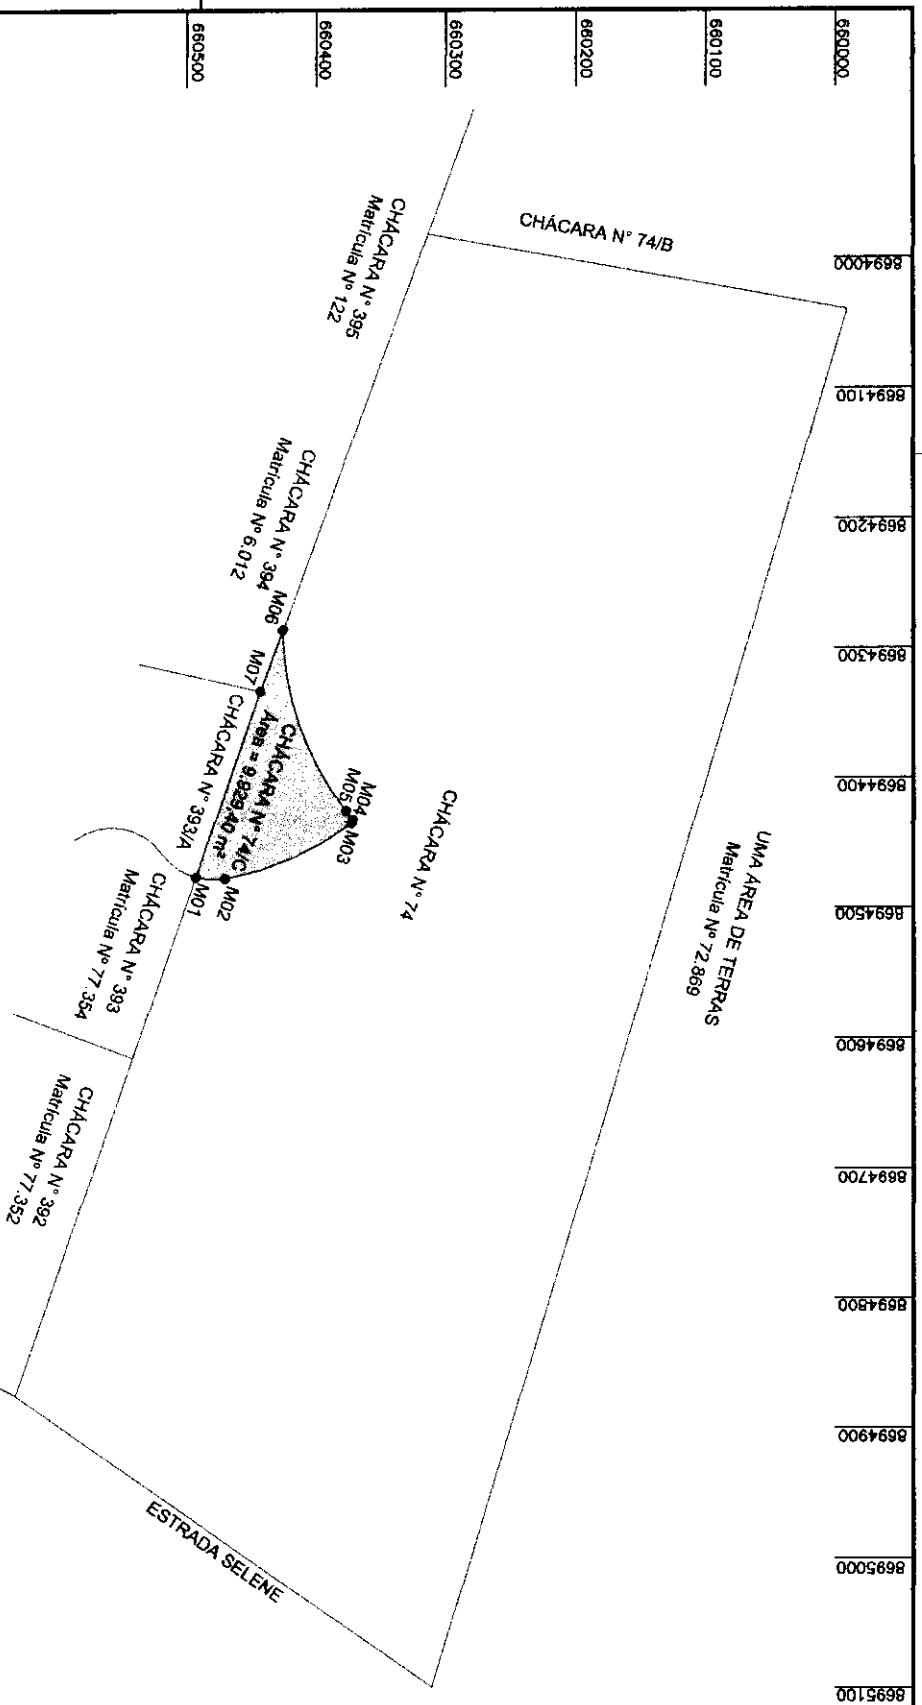 660500
660400
660300
660200
660100
660000
8694000
8694100
8694200
8694300
8694400
8694500
8694600
8694700
8694800
8694900
8695000
8695100
CHÁCARA N° 74/B
CHÁCARA N° 395
Matrícula N° 122
CHÁCARA N° 394
Matrícula N° 6.012
M06
M07
CHÁCARA N° 393/A
CHÁCARA N° 74/C
Área = 9.929,40 m²
M05
M04
M03
M02
M01
CHÁCARA N° 74
UMA ÁREA DE TERRAS
Matrícula N° 72.869
CHÁCARA N° 393
Matrícula N° 77.354
CHÁCARA N° 392
Matrícula N° 77.352
ESTRADA SELENE